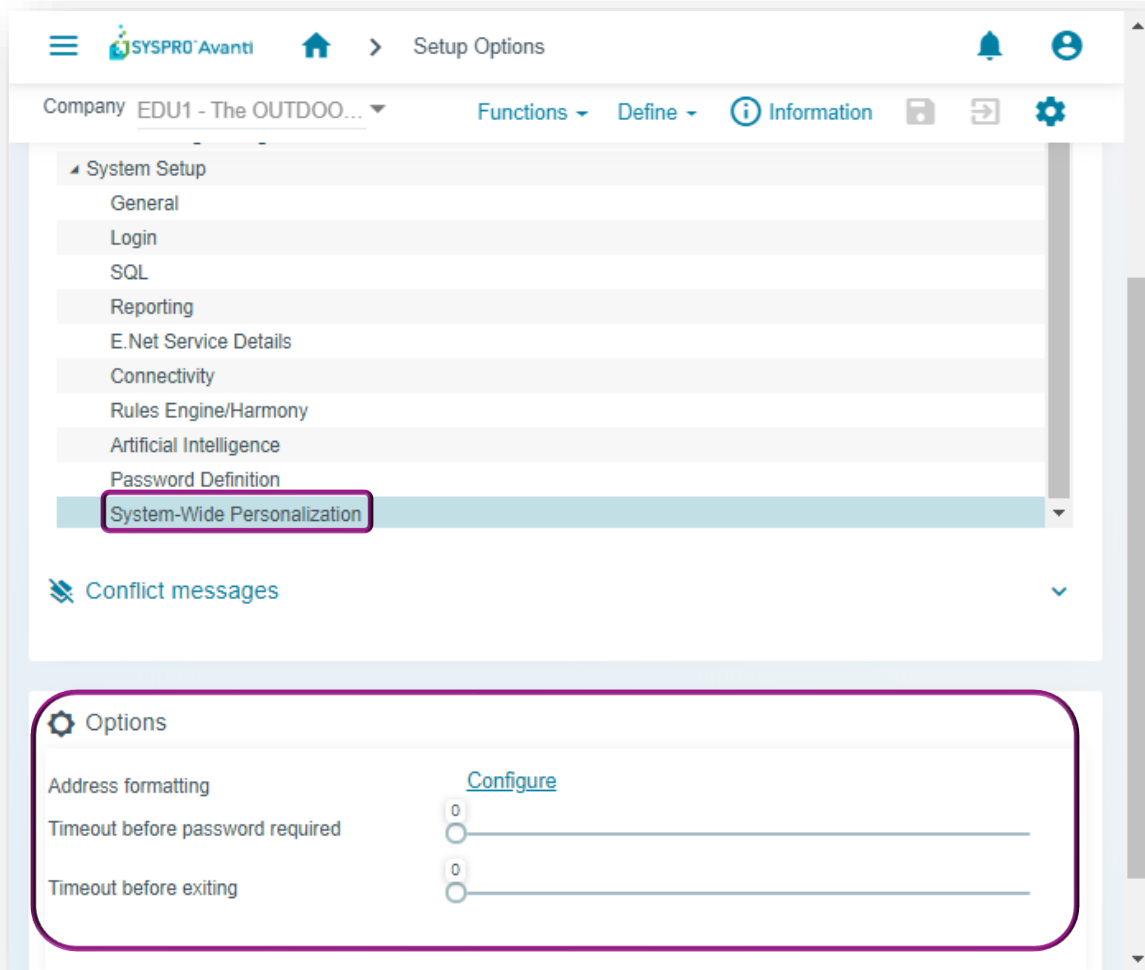 SYSPRO Avanti > Setup Options
Company EDU1 - The OUTDOO... Functions Define Information
System Setup
General
Login
SQL
Reporting
E.Net Service Details
Connectivity
Rules Engine/Harmony
Artificial Intelligence
Password Definition
System-Wide Personalization
Conflict messages
Options
Address formatting Configure
0
Timeout before password required
0
Timeout before exiting